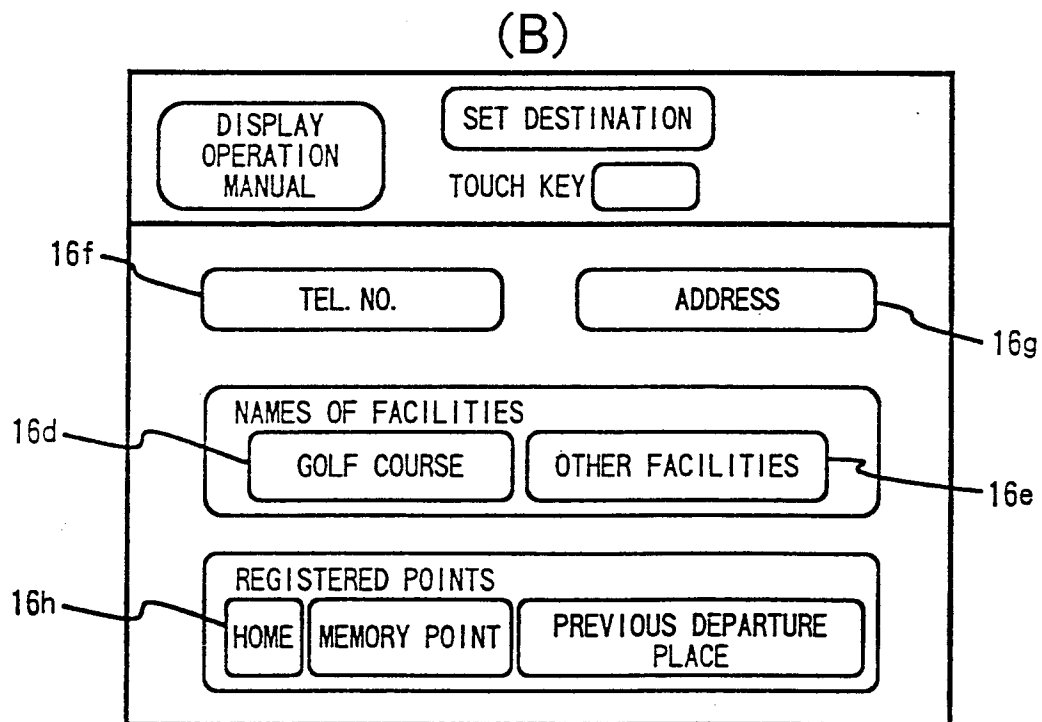 (B)
DISPLAY
OPERATION
MANUAL
SET DESTINATION
TOUCH KEY
16f
TEL. NO.
ADDRESS
16g
NAMES OF FACILITIES
16d
GOLF COURSE
OTHER FACILITIES
16e
REGISTERED POINTS
16h
HOME
MEMORY POINT
PREVIOUS DEPARTURE
PLACE